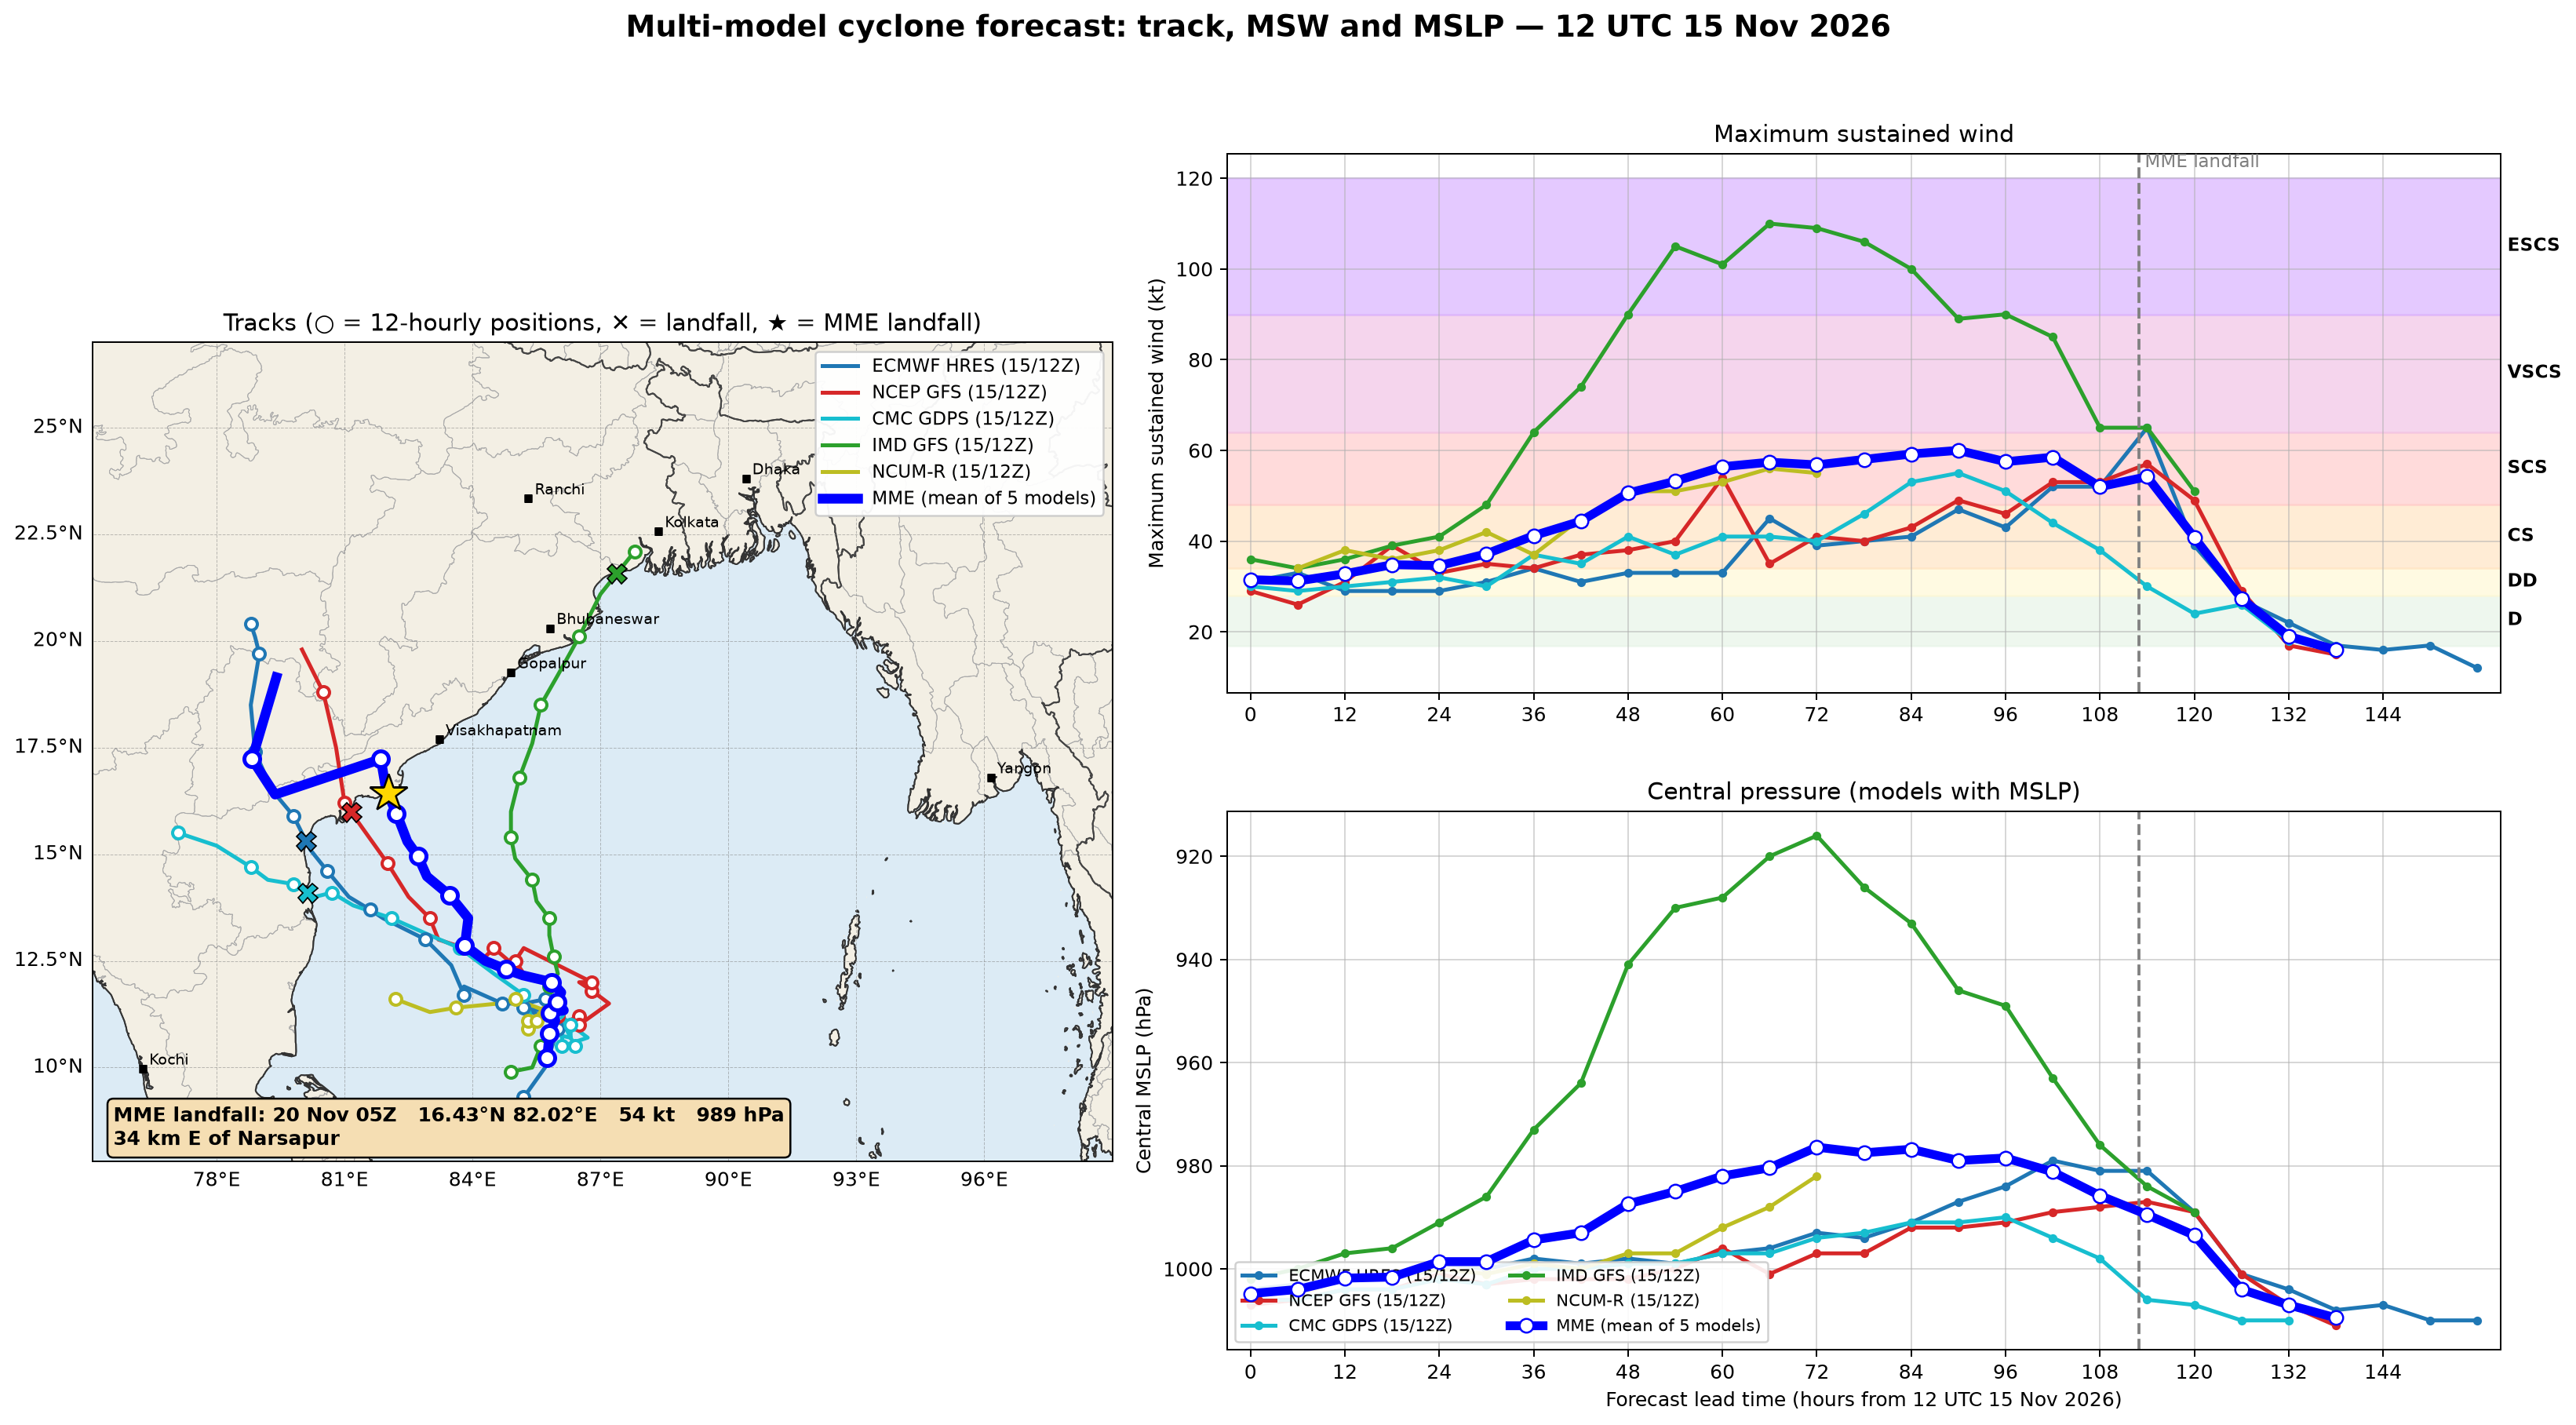 Multi-model cyclone forecast: track, MSW and MSLP — 12 UTC 15 Nov 2026
Tracks (○ = 12-hourly positions, ✕ = landfall, ★ = MME landfall)
ECMWF HRES (15/12Z)
NCEP GFS (15/12Z)
CMC GDPS (15/12Z)
IMD GFS (15/12Z)
NCUM-R (15/12Z)
MME (mean of 5 models)
25°N
22.5°N
20°N
17.5°N
15°N
12.5°N
10°N
Dhaka
Ranchi
Kolkata
Bhubaneswar
Gopalpur
Visakhapatnam
Yangon
Kochi
MME landfall: 20 Nov 05Z 16.43°N 82.02°E 54 kt 989 hPa
34 km E of Narsapur
78°E 81°E 84°E 87°E 90°E 93°E 96°E
Maximum sustained wind
MME landfall
Maximum sustained wind (kt)
120
100
80
60
40
20
ESCS
VSCS
SCS
CS
DD
D
0 12 24 36 48 60 72 84 96 108 120 132 144
Central pressure (models with MSLP)
Central MSLP (hPa)
920
940
960
980
1000
ECMWF HRES (15/12Z) IMD GFS (15/12Z)
NCEP GFS (15/12Z) NCUM-R (15/12Z)
CMC GDPS (15/12Z) MME (mean of 5 models)
0 12 24 36 48 60 72 84 96 108 120 132 144
Forecast lead time (hours from 12 UTC 15 Nov 2026)